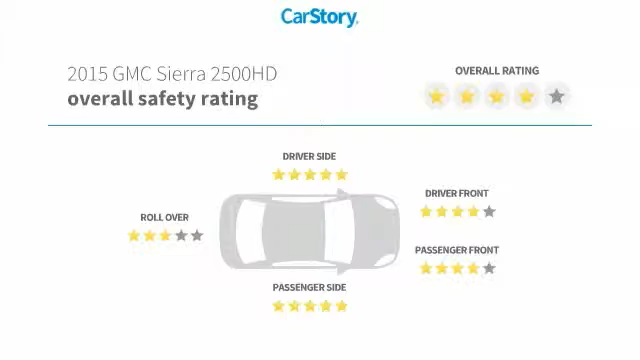 CarStory.
2015 GMC Sierra 2500HD
overall safety rating
OVERALL RATING
DRIVER SIDE
DRIVER FRONT
ROLL OVER
PASSENGER FRONT
PASSENGER SIDE